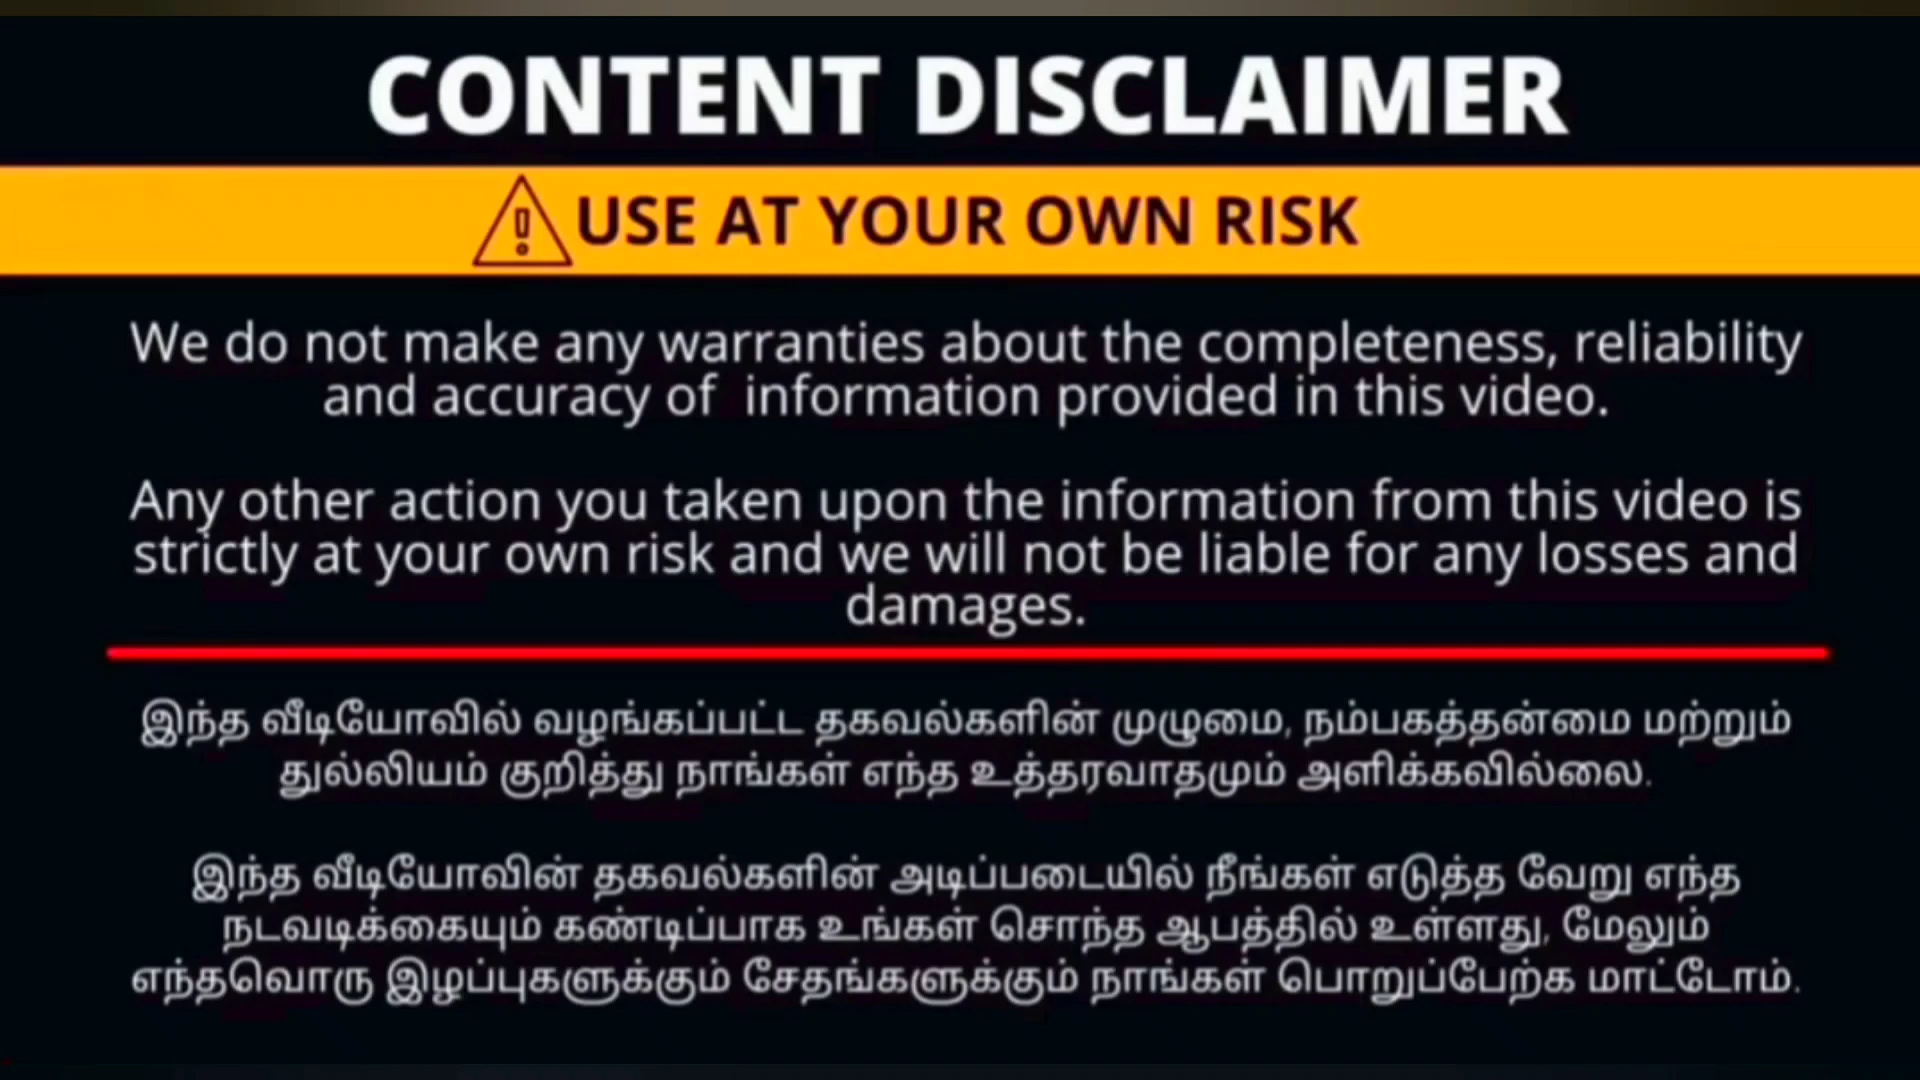 CONTENT DISCLAIMER
USE AT YOUR OWN RISK
We do not make any warranties about the completeness, reliability
and accuracy of information provided in this video.
Any other action you taken upon the information from this video is
strictly at your own risk and we will not be liable for any losses and
damages.
இந்த வீடியோவில் வழங்கப்பட்ட தகவல்களின் முழுமை, நம்பகத்தன்மை மற்றும்
துல்லியம் குறித்து நாங்கள் எந்த உத்தரவாதமும் அளிக்கவில்லை.
இந்த வீடியோவின் தகவல்களின் அடிப்படையில் நீங்கள் எடுத்த வேறு எந்த
நடவடிக்கையும் கண்டிப்பாக உங்கள் சொந்த ஆபத்தில் உள்ளது, மேலும்
எந்தவொரு இழப்புகளுக்கும் சேதங்களுக்கும் நாங்கள் பொறுப்பேற்க மாட்டோம்.